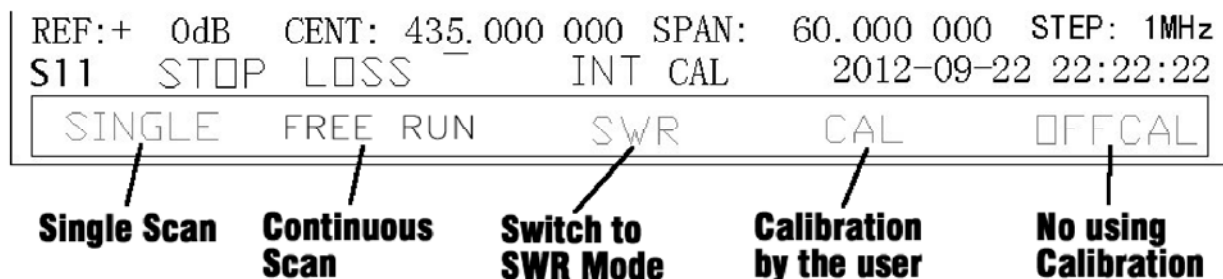 REF:+ 0dB CENT: 435.000 000 SPAN: 60.000 000 STEP: 1MHz
S11 STOP LOSS INT CAL 2012-09-22 22:22:22
SINGLE FREE RUN SWR CAL OFFCAL
Single Scan Continuous Scan Switch to SWR Mode Calibration by the user No using Calibration